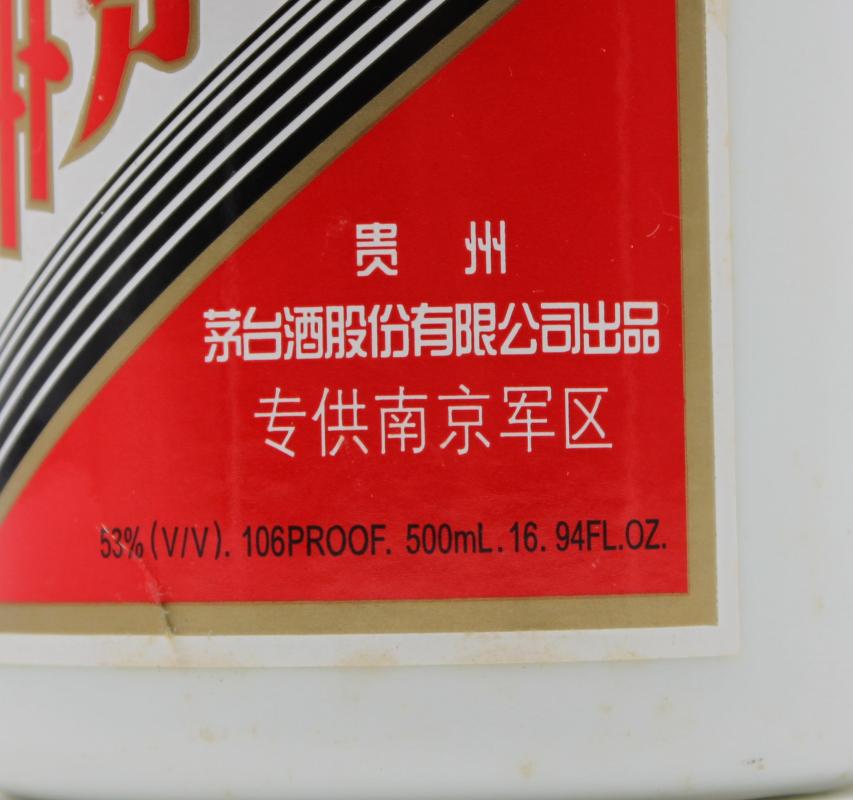 贵 州
茅台酒股份有限公司出品
专供南京军区
53%(V/V). 106PROOF. 500mL. 16. 94FL.OZ.